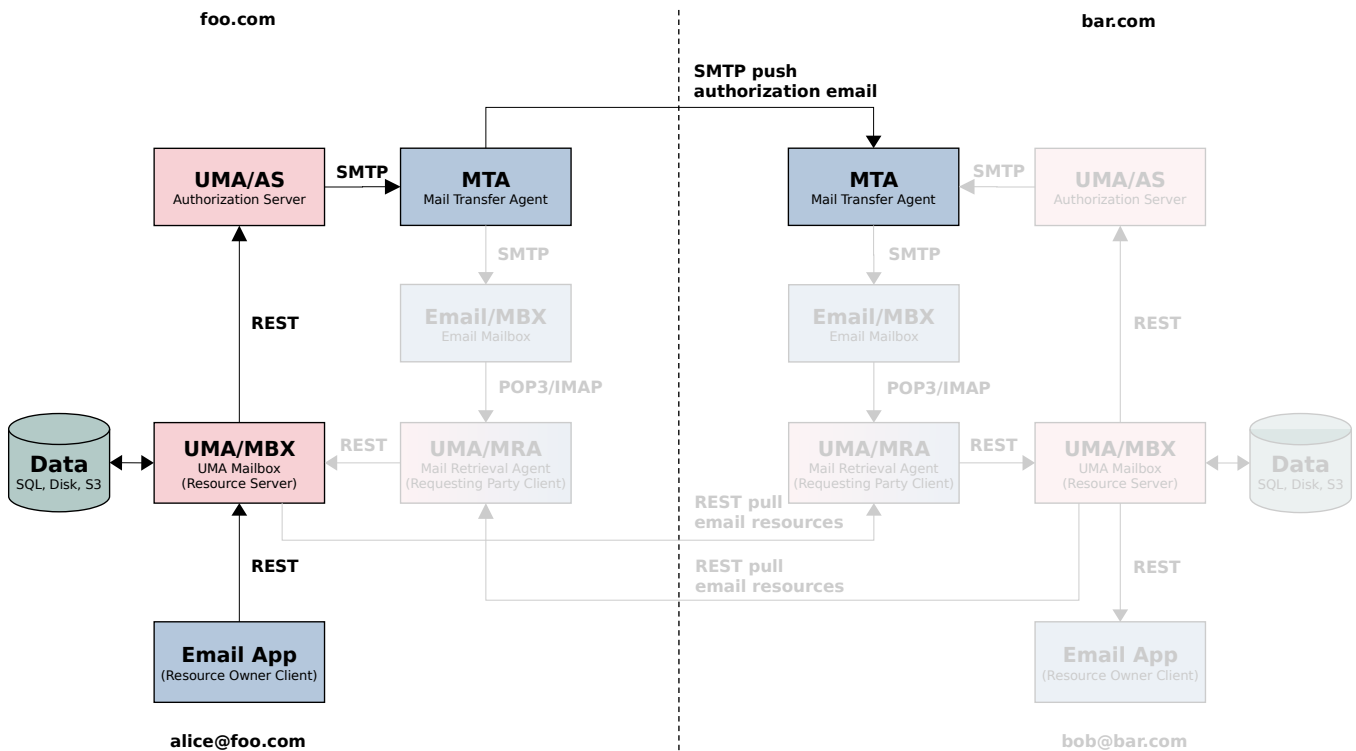 foo.com
bar.com
SMTP push
authorization email
UMA/AS
Authorization Server
SMTP
MTA
Mail Transfer Agent
MTA
Mail Transfer Agent
SMTP
UMA/AS
Authorization Server
SMTP
SMTP
Email/MBX
Email Mailbox
Email/MBX
Email Mailbox
REST
REST
POP3/IMAP
POP3/IMAP
Data
SQL, Disk, S3
UMA/MBX
UMA Mailbox
(Resource Server)
REST
UMA/MRA
Mail Retrieval Agent
(Requesting Party Client)
UMA/MRA
Mail Retrieval Agent
(Requesting Party Client)
REST
UMA/MBX
UMA Mailbox
(Resource Server)
Data
SQL, Disk, S3
REST pull
email resources
REST
REST pull
email resources
REST
Email App
(Resource Owner Client)
Email App
(Resource Owner Client)
alice@foo.com
bob@bar.com